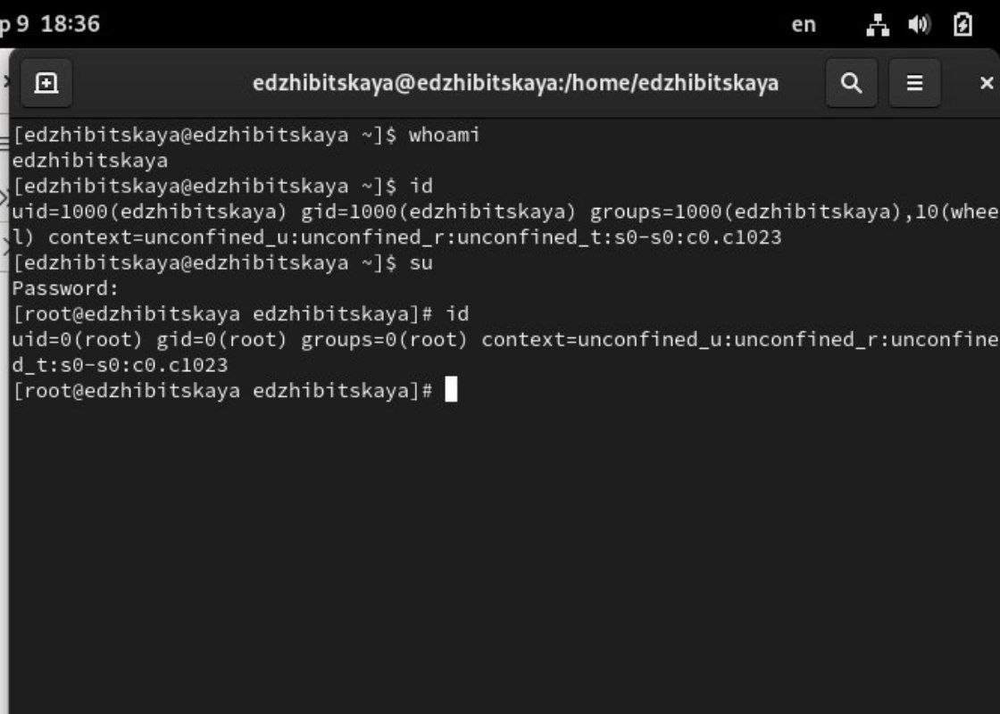 p 9 18:36 en
edzhibitskaya@edzhibitskaya:/home/edzhibitskaya
[edzhibitskaya@edzhibitskaya ~]$ whoami
edzhibitskaya
[edzhibitskaya@edzhibitskaya ~]$ id
uid=1000(edzhibitskaya) gid=1000(edzhibitskaya) groups=1000(edzhibitskaya),10(whee
l) context=unconfined_u:unconfined_r:unconfined_t:s0-s0:c0.c1023
[edzhibitskaya@edzhibitskaya ~]$ su
Password:
[root@edzhibitskaya edzhibitskaya]# id
uid=0(root) gid=0(root) groups=0(root) context=unconfined_u:unconfined_r:unconfine
d_t:s0-s0:c0.c1023
[root@edzhibitskaya edzhibitskaya]#